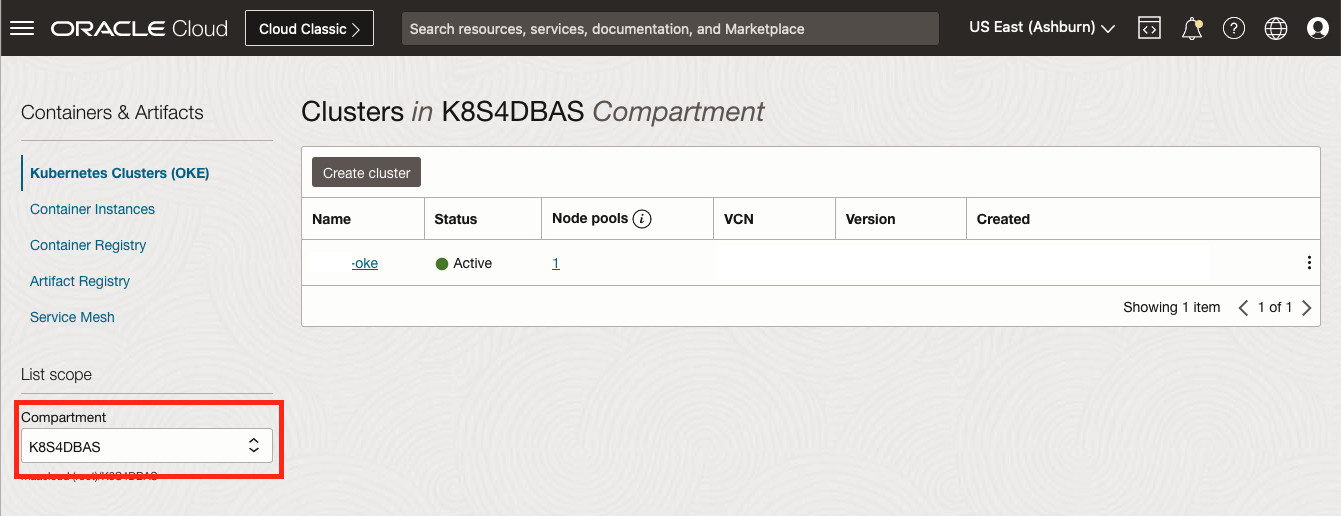 ORACLE Cloud
Cloud Classic
Search resources, services, documentation, and Marketplace
US East (Ashburn)
Containers & Artifacts
Kubernetes Clusters (OKE)
Container Instances
Container Registry
Artifact Registry
Service Mesh
List scope
Compartment
K8S4DBAS
(root)/K8S4DBAS
Clusters in K8S4DBAS Compartment
Create cluster
Name Status Node pools i VCN Version Created
-oke Active 1
Showing 1 item 1 of 1